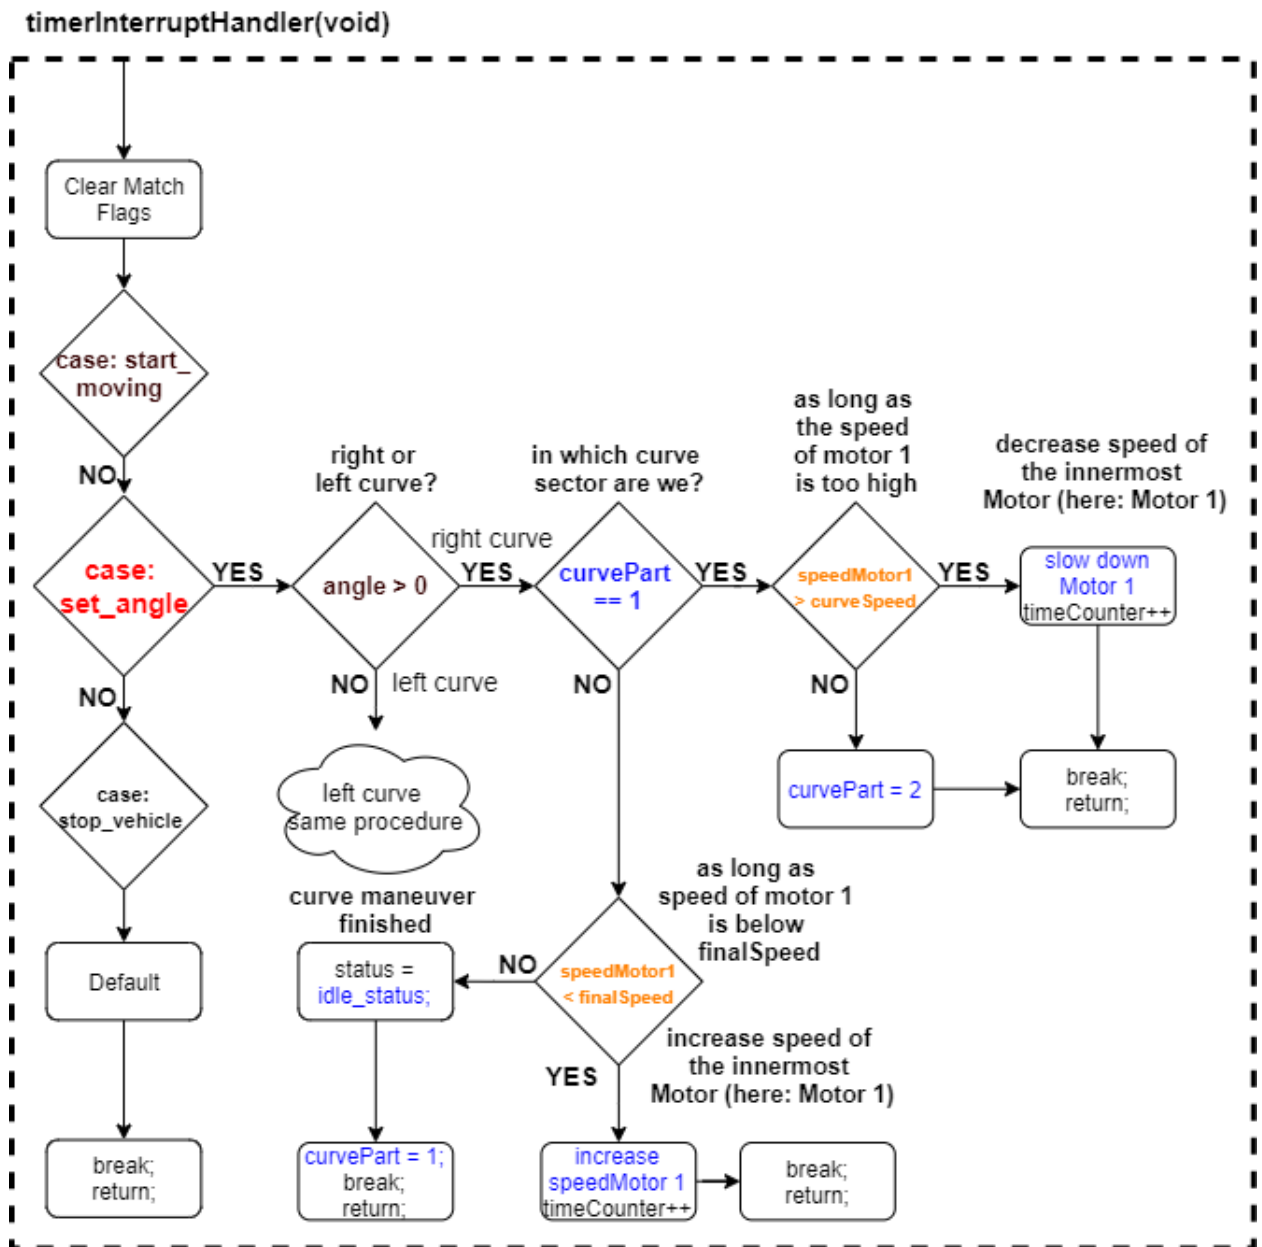 timerInterruptHandler(void)
Clear Match
Flags
case: start_
moving
NO
case:
set_angle
YES
NO
case:
stop_vehicle
Default
break;
return;
right or
left curve?
angle > 0
right curve
YES
NO
left curve
left curve
same procedure
in which curve
sector are we?
curvePart
== 1
YES
NO
as long as
the speed
of motor 1
is too high
speedMotor1
> curveSpeed
YES
NO
decrease speed of
the innermost
Motor (here: Motor 1)
slow down
Motor 1
timeCounter++
curvePart = 2
break;
return;
as long as
speed of motor 1
is below
finalSpeed
speedMotor1
< finalSpeed
NO
curve maneuver
finished
status =
idle_status;
curvePart = 1;
break;
return;
YES
increase speed of
the innermost
Motor (here: Motor 1)
increase
speedMotor 1
timeCounter++
break;
return;